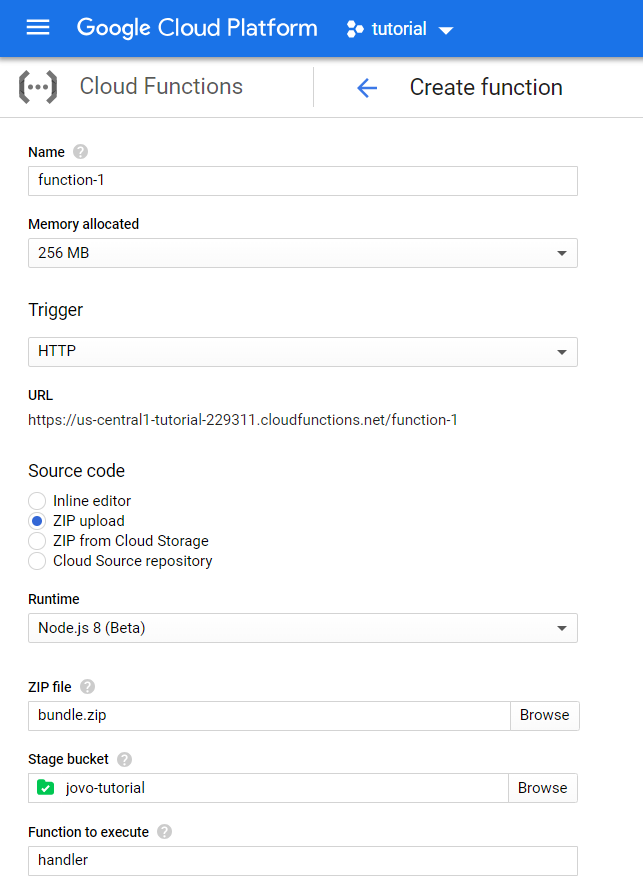 Google Cloud Platform tutorial
Cloud Functions Create function
Name ?
function-1
Memory allocated
256 MB
Trigger
HTTP
URL
https://us-central1-tutorial-229311.cloudfunctions.net/function-1
Source code
Inline editor
ZIP upload
ZIP from Cloud Storage
Cloud Source repository
Runtime
Node.js 8 (Beta)
ZIP file ?
bundle.zip Browse
Stage bucket ?
jovo-tutorial Browse
Function to execute ?
handler